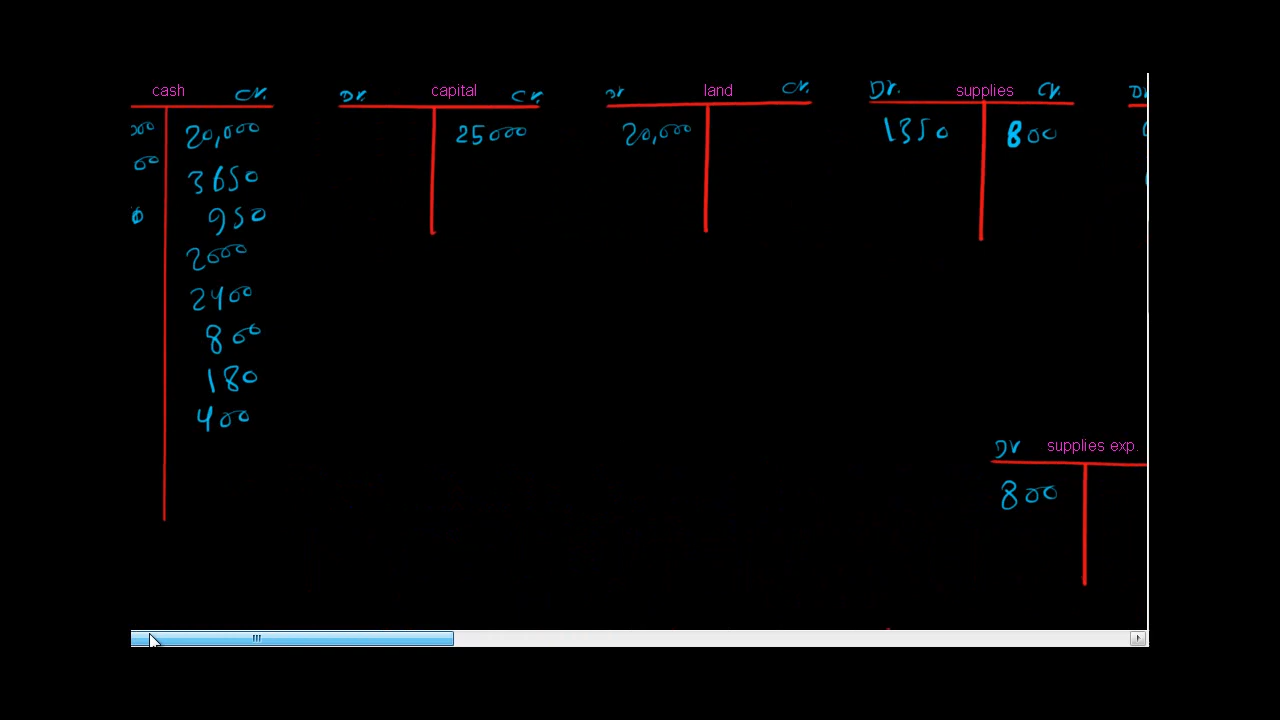 cash Cr.
20,000
3650
950
2000
2400
800
180
400
Dr. capital Cr.
25000
Dr land Cr.
20,000
Dr. supplies Cr.
1350 800
Dr supplies exp.
800